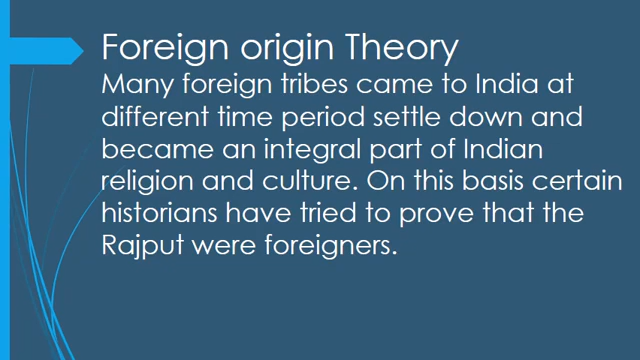 Foreign origin Theory
Many foreign tribes came to India at
different time period settle down and
became an integral part of Indian
religion and culture. On this basis certain
historians have tried to prove that the
Rajput were foreigners.